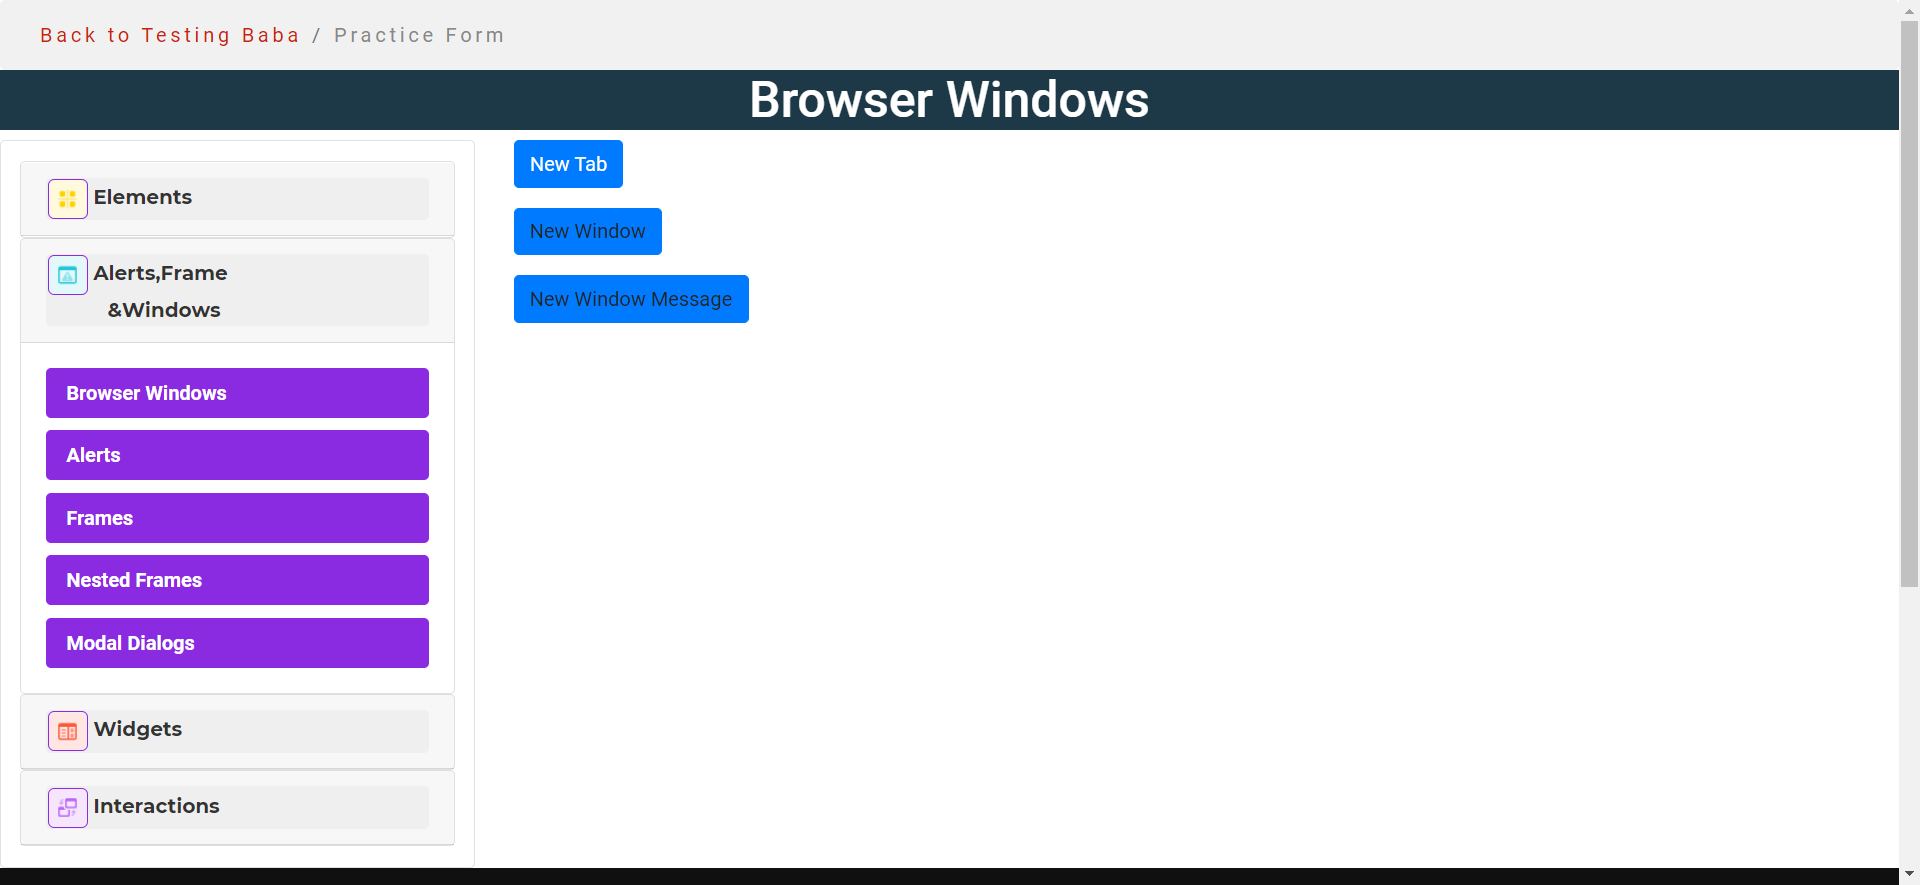 Back to Testing Baba / Practice Form
Browser Windows
Elements
Alerts,Frame
&Windows
Browser Windows
Alerts
Frames
Nested Frames
Modal Dialogs
Widgets
Interactions
New Tab
New Window
New Window Message